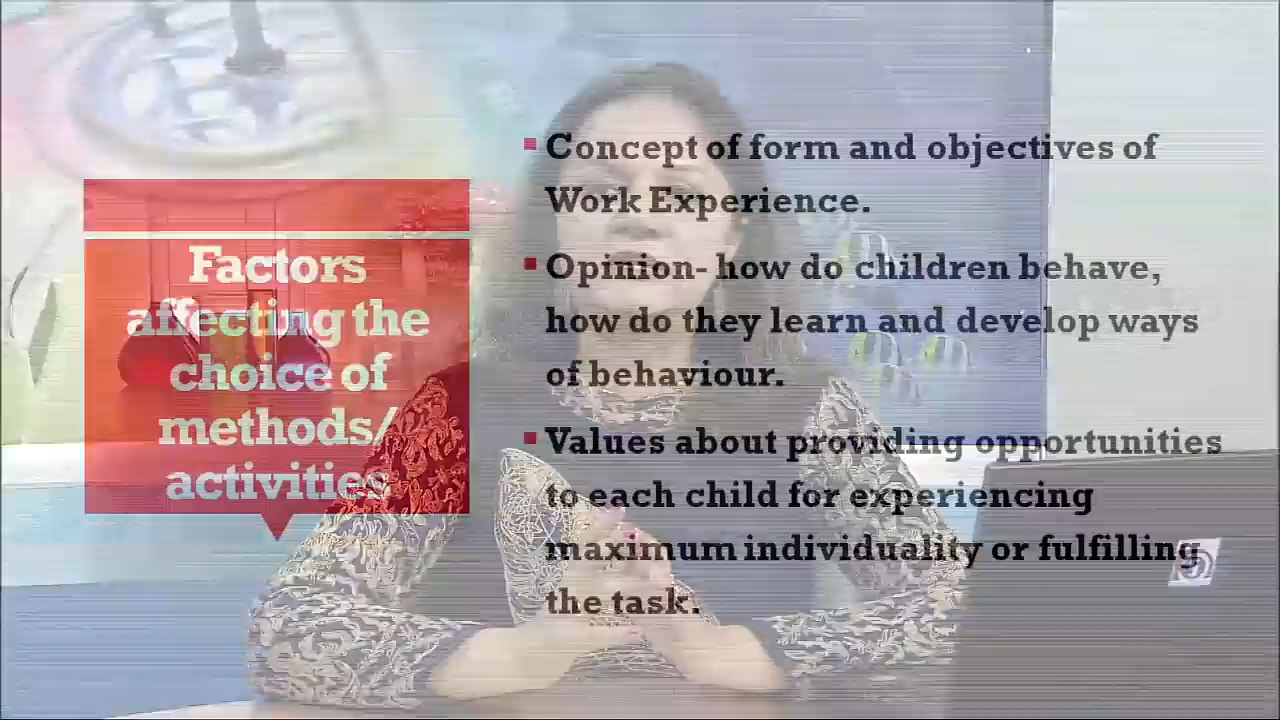 Factors
affecting the
choice of
methods/
activities
Concept of form and objectives of
Work Experience.
Opinion- how do children behave,
how do they learn and develop ways
of behaviour.
Values about providing opportunities
to each child for experiencing
maximum individuality or fulfilling
the task.